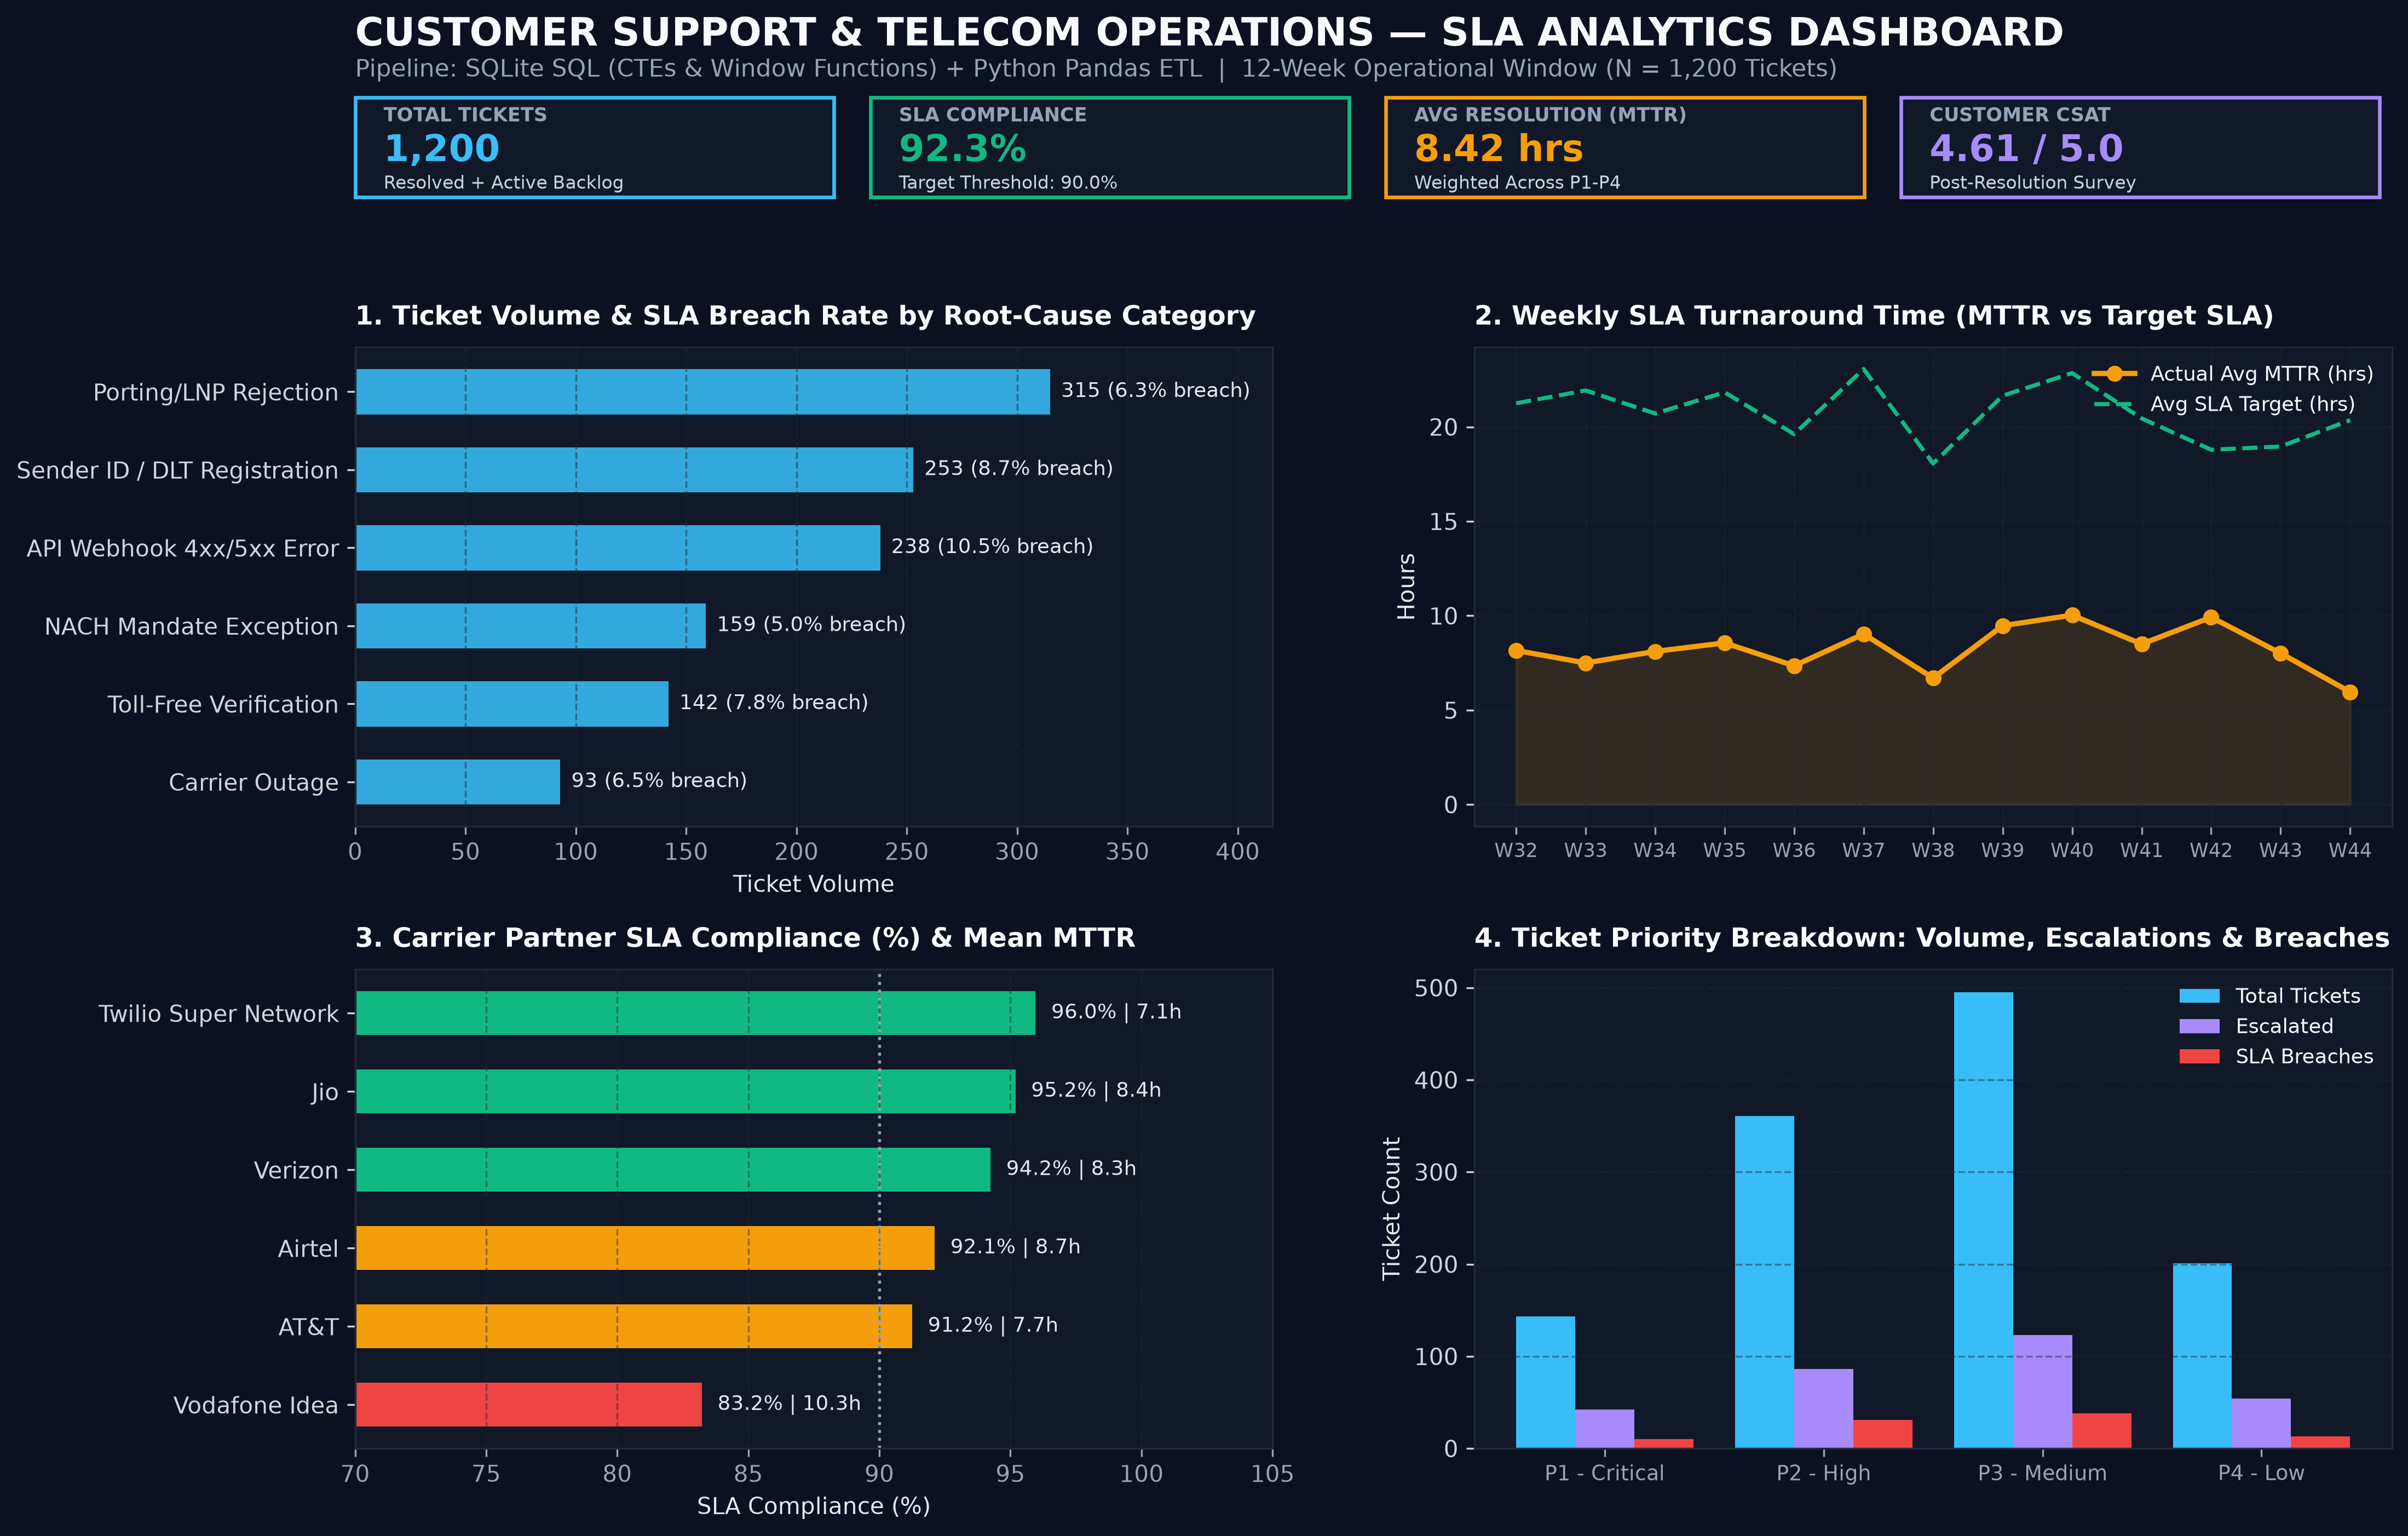 CUSTOMER SUPPORT & TELECOM OPERATIONS — SLA ANALYTICS DASHBOARD
Pipeline: SQLite SQL (CTEs & Window Functions) + Python Pandas ETL | 12-Week Operational Window (N = 1,200 Tickets)
TOTAL TICKETS
1,200
Resolved + Active Backlog
SLA COMPLIANCE
92.3%
Target Threshold: 90.0%
AVG RESOLUTION (MTTR)
8.42 hrs
Weighted Across P1-P4
CUSTOMER CSAT
4.61 / 5.0
Post-Resolution Survey
1. Ticket Volume & SLA Breach Rate by Root-Cause Category
Porting/LNP Rejection
315 (6.3% breach)
Sender ID / DLT Registration
253 (8.7% breach)
API Webhook 4xx/5xx Error
238 (10.5% breach)
NACH Mandate Exception
159 (5.0% breach)
Toll-Free Verification
142 (7.8% breach)
Carrier Outage
93 (6.5% breach)
0 50 100 150 200 250 300 350 400
Ticket Volume
2. Weekly SLA Turnaround Time (MTTR vs Target SLA)
Actual Avg MTTR (hrs)
Avg SLA Target (hrs)
20
15
10
5
0
Hours
W32 W33 W34 W35 W36 W37 W38 W39 W40 W41 W42 W43 W44
3. Carrier Partner SLA Compliance (%) & Mean MTTR
Twilio Super Network
96.0% | 7.1h
Jio
95.2% | 8.4h
Verizon
94.2% | 8.3h
Airtel
92.1% | 8.7h
AT&T
91.2% | 7.7h
Vodafone Idea
83.2% | 10.3h
70 75 80 85 90 95 100 105
SLA Compliance (%)
4. Ticket Priority Breakdown: Volume, Escalations & Breaches
Total Tickets
Escalated
SLA Breaches
500
400
300
200
100
0
Ticket Count
P1 - Critical P2 - High P3 - Medium P4 - Low